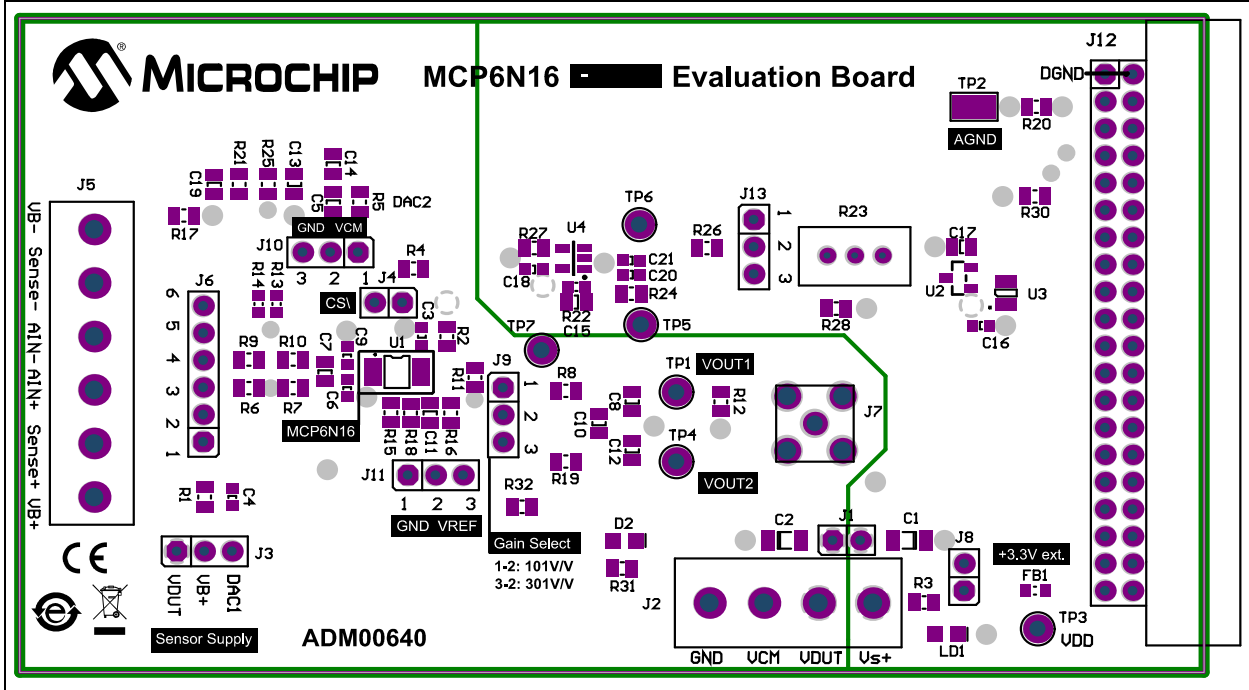 MICROCHIP ®
MCP6N16 - Evaluation Board
J12
DGND
TP2
AGND
R20
R30
J5
VB- Sense- AIN- AIN+ Sense+ VB+
C19
R21
R25
C13
C14
C5
R5
DAC2
R17
GND VCM
J10
3 2 1
R4
J4
CS\
J6
6
5
4
3
2
1
R14
R13
R9
R10
R6
R7
C7
C9
C6
U1
C3
R2
R11
MCP6N16
R15
R18
C11
R16
J11
1 2 3
GND VREF
J9
1
2
3
R8
R19
R32
Gain Select
1-2: 101V/V
3-2: 301V/V
TP6
U4
R27
C18
C21
C20
R24
R22
C15
TP7
TP5
R26
J13
1
2
3
R23
R28
C17
U2
U3
C16
TP1
VOUT1
R12
TP4
VOUT2
C8
C10
C12
J7
D2
R31
C2
J1
C1
J8
J2
GND VCM VDUT Vs+
R3
LD1
+3.3V ext.
FB1
TP3
VDD
R1
C4
J3
VDUT
VB+
DAC1
Sensor Supply
CE
e
ADM00640